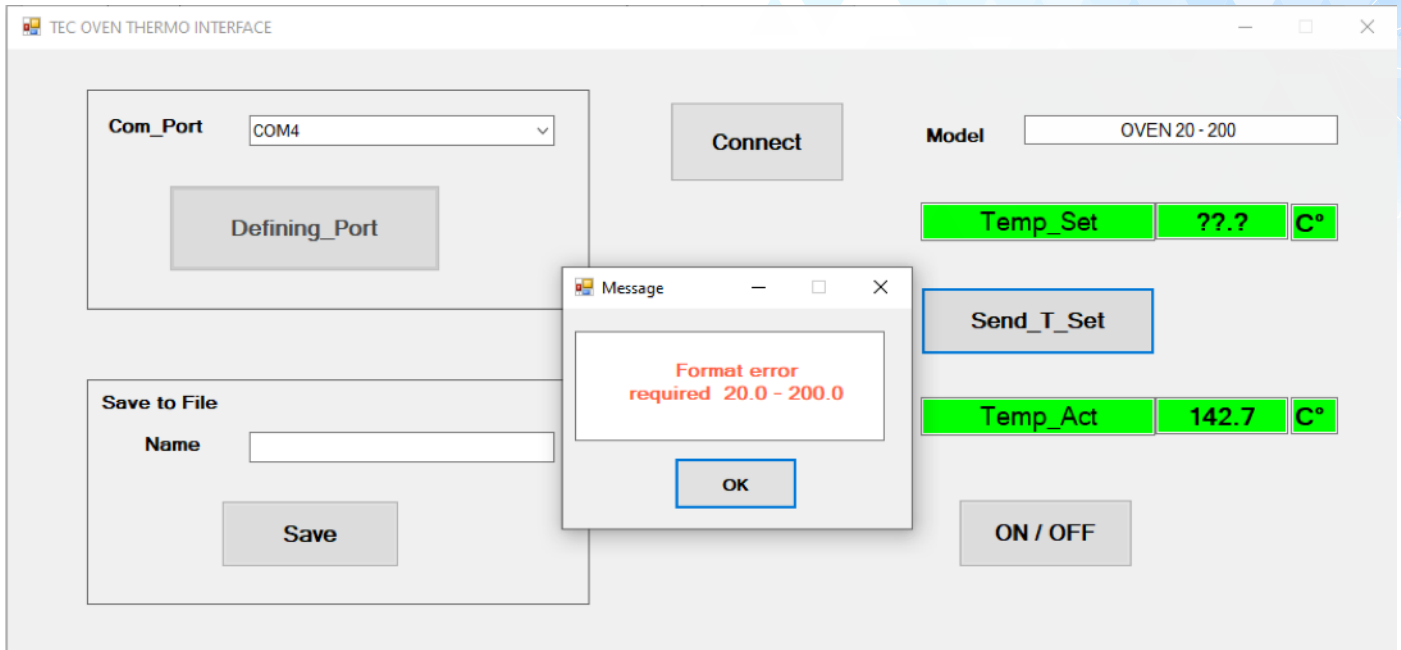 TEC OVEN THERMO INTERFACE
Com_Port
COM4
Defining_Port
Connect
Model
OVEN 20 - 200
Temp_Set
??.?
C°
Message
Format error
required 20.0 - 200.0
OK
Send_T_Set
Save to File
Name
Save
Temp_Act
142.7
C°
ON / OFF